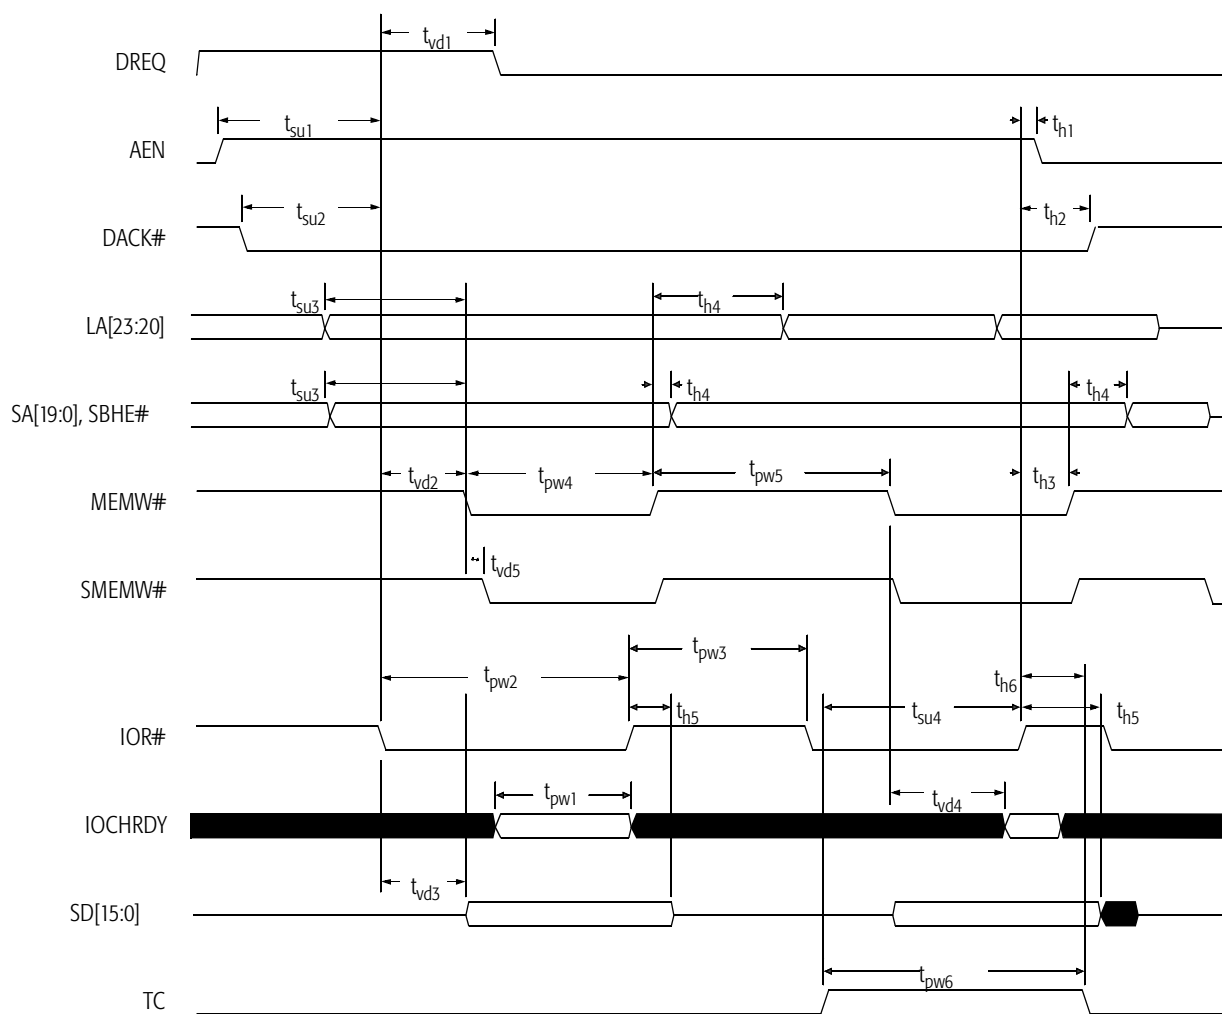 t_vd1
DREQ
t_su1 t_h1
AEN
t_su2 t_h2
DACK#
t_su3 t_h4
LA[23:20]
t_su3 t_h4 t_h4
SA[19:0], SBHE#
t_vd2 t_pw4 t_pw5 t_h3
MEMW#
t_vd5
SMEMW#
t_pw3
t_pw2 t_h6
t_h5 t_su4 t_h5
IOR#
t_pw1 t_vd4
IOCHRDY
t_vd3
SD[15:0]
t_pw6
TC